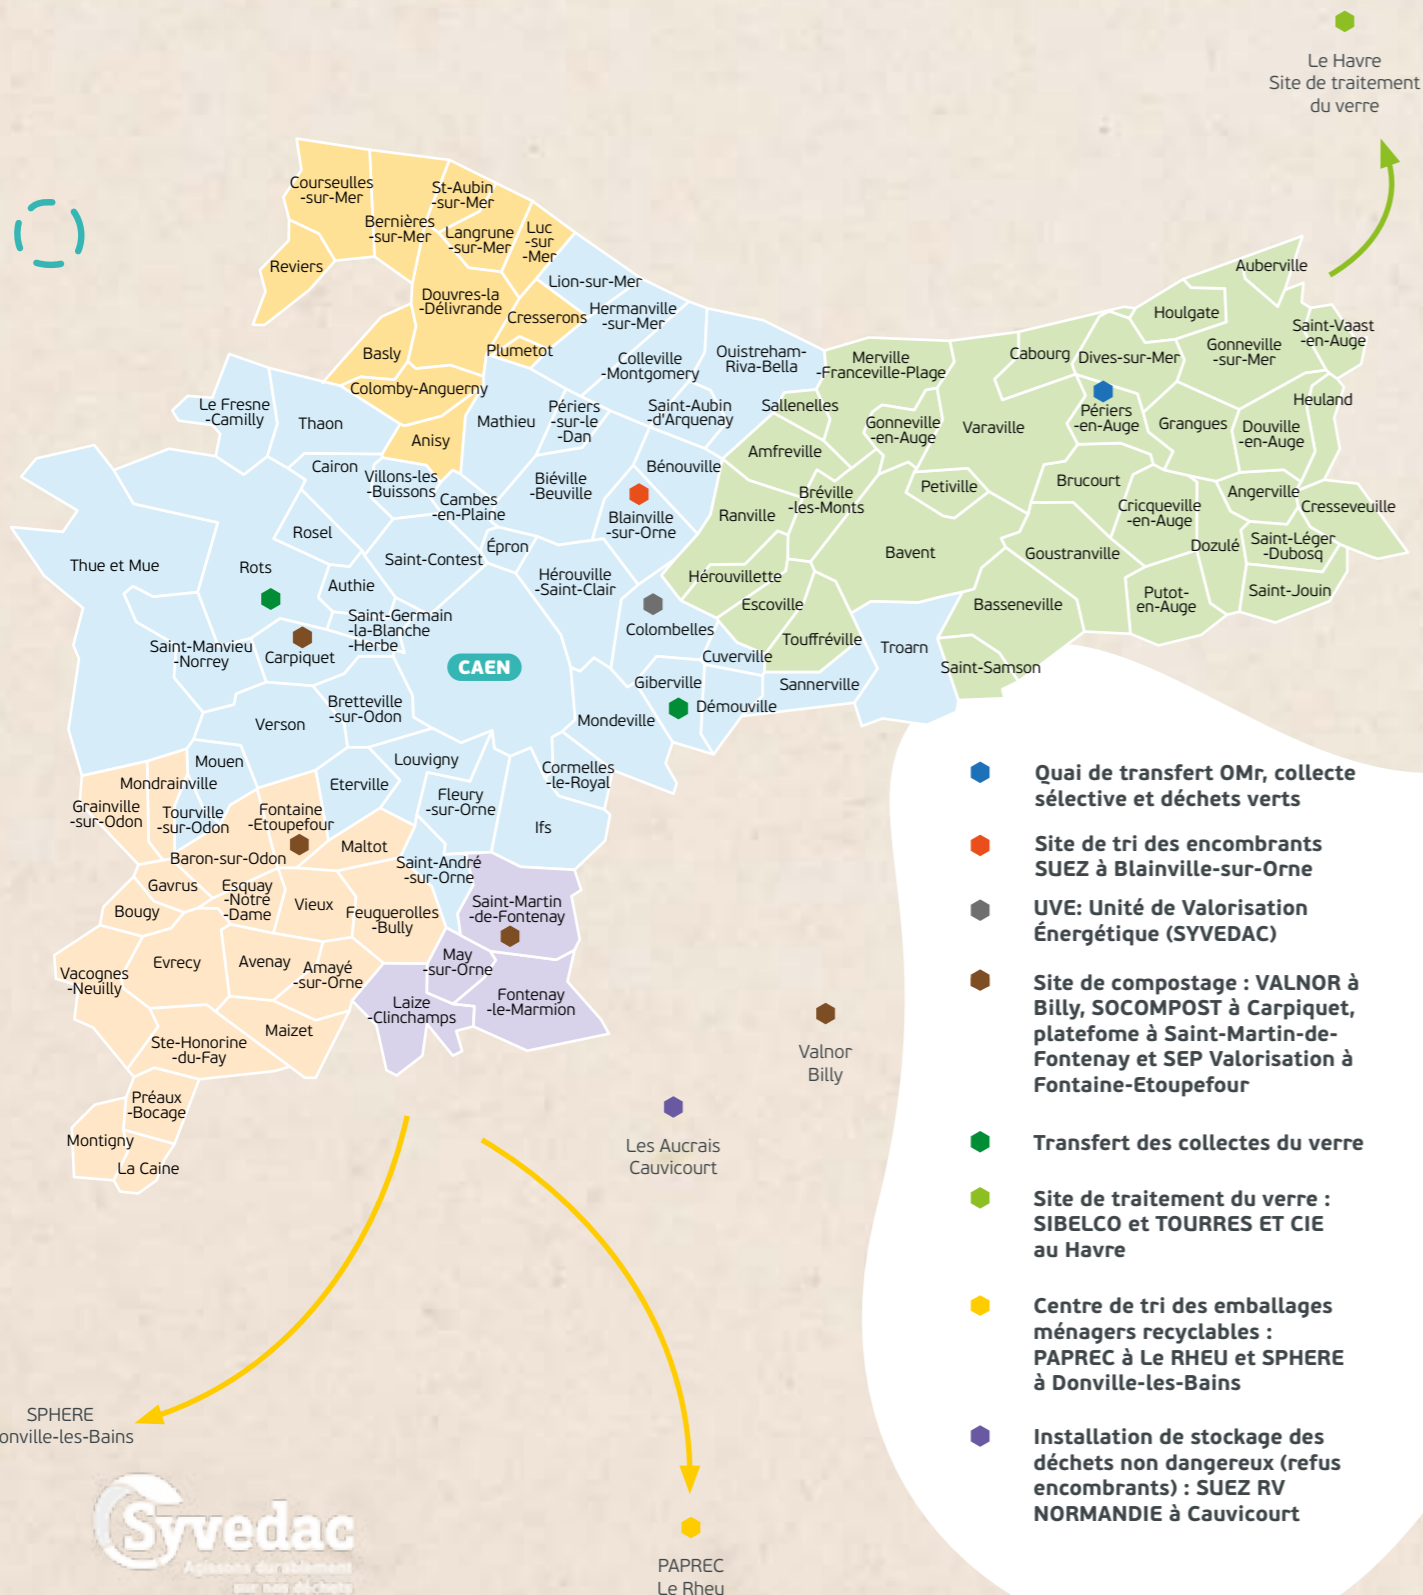 Le Havre
Site de traitement
du verre
Courseulles
-sur-Mer
Bernières
-sur-Mer
St-Aubin
-sur-Mer
Langrune
-sur-Mer
Luc
-sur
-Mer
Reviers
Douvres-la
-Délivrande
Cresserons
Plumetot
Basly
Colomby-Anguerny
Anisy
Lion-sur-Mer
Hermanville
-sur-Mer
Colleville
-Montgomery
Ouistreham-
Riva-Bella
Saint-Aubin
-d'Arquenay
Périers
-sur-le
-Dan
Mathieu
Le Fresne
-Camilly
Thaon
Cairon
Villons-les
-Buissons
Cambes
-en-Plaine
Biéville
-Beuville
Bénouville
Blainville
-sur-Orne
Rosel
Saint-Contest
Épron
Hérouville
-Saint-Clair
Thue et Mue
Rots
Authie
Saint-Germain
-la-Blanche
-Herbe
Saint-Manvieu
-Norrey
Carpiquet
CAEN
Colombelles
Cuverville
Giberville
Démouville
Sannerville
Troarn
Mondeville
Bretteville
-sur-Odon
Verson
Mouen
Louvigny
Eterville
Fleury
-sur-Orne
Cormelles
-le-Royal
Ifs
Tourville
-sur-Odon
Saint-André
-sur-Orne
Auberville
Houlgate
Saint-Vaast
-en-Auge
Gonneville
-sur-Mer
Cabourg
Dives-sur-Mer
Merville
-Franceville-Plage
Sallenelles
Gonneville
-en-Auge
Varaville
Périers
-en-Auge
Grangues
Douville
-en-Auge
Heuland
Amfreville
Bréville
-les-Monts
Petiville
Brucourt
Cricqueville
-en-Auge
Angerville
Cresseveuille
Ranville
Bavent
Goustranville
Dozulé
Saint-Léger
-Dubosq
Hérouvillette
Escoville
Touffréville
Basseneville
Putot-
en-Auge
Saint-Jouin
Saint-Samson
Mondrainville
Grainville
-sur-Odon
Fontaine
-Etoupefour
Baron-sur-Odon
Maltot
Gavrus
Esquay
-Notre
-Dame
Vieux
Bougy
Feuguerolles
-Bully
Vacognes
-Neuilly
Evrecy
Avenay
Amayé
-sur-Orne
Maizet
Ste-Honorine
-du-Fay
Préaux
-Bocage
Montigny
La Caine
Saint-Martin
-de-Fontenay
May
-sur-Orne
Laize
-Clinchamps
Fontenay
-le-Marmion
Valnor
Billy
Les Aucrais
Cauvicourt
Quai de transfert OMr, collecte
sélective et déchets verts
Site de tri des encombrants
SUEZ à Blainville-sur-Orne
UVE: Unité de Valorisation
Énergétique (SYVEDAC)
Site de compostage : VALNOR à
Billy, SOCOMPOST à Carpiquet,
platefome à Saint-Martin-de-
Fontenay et SEP Valorisation à
Fontaine-Etoupefour
Transfert des collectes du verre
Site de traitement du verre :
SIBELCO et TOURRES ET CIE
au Havre
Centre de tri des emballages
ménagers recyclables :
PAPREC à Le RHEU et SPHERE
à Donville-les-Bains
Installation de stockage des
déchets non dangereux (refus
encombrants) : SUEZ RV
NORMANDIE à Cauvicourt
SPHERE
onville-les-Bains
PAPREC
Le Rheu
Syvedac
Agissons durablement
sur nos déchets